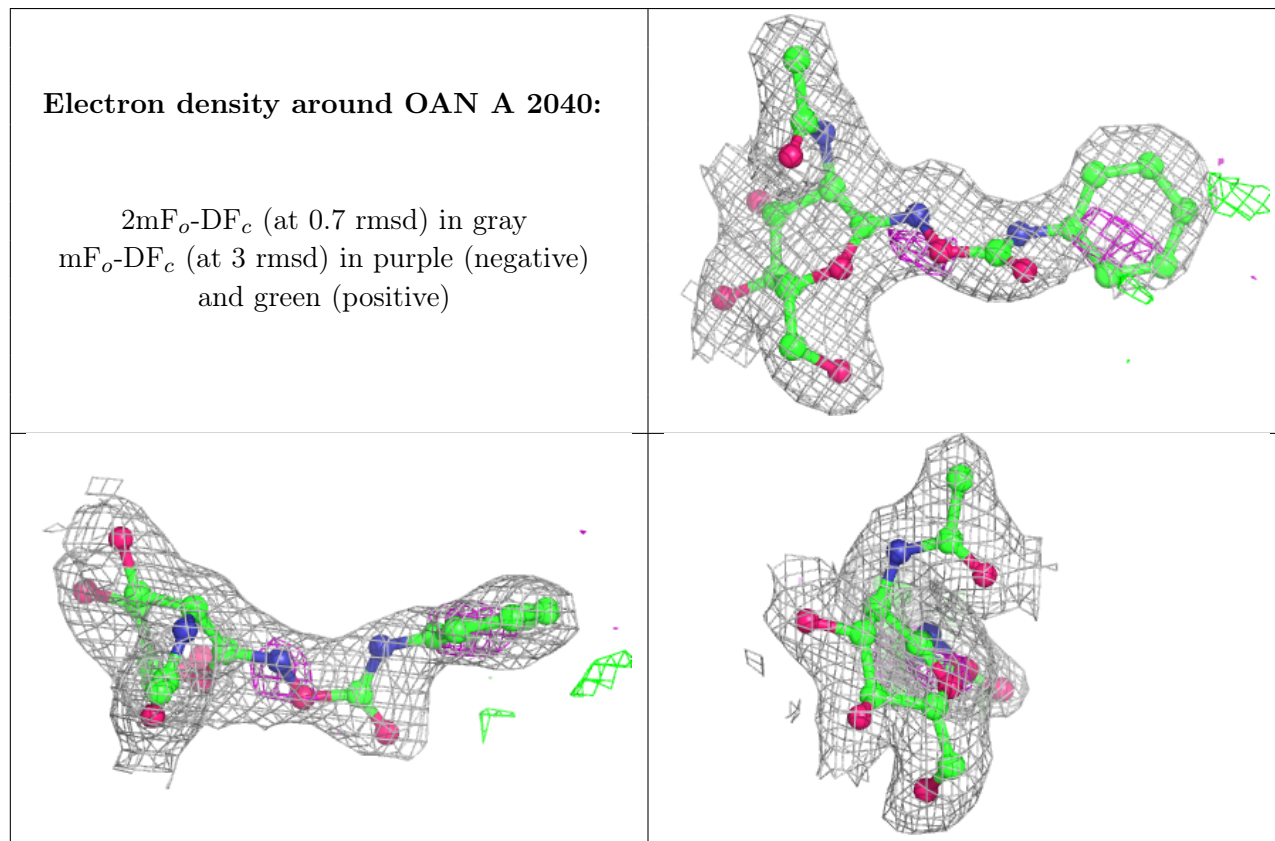 Electron density around OAN A 2040:
2mFo-DFc (at 0.7 rmsd) in gray
mFo-DFc (at 3 rmsd) in purple (negative)
and green (positive)